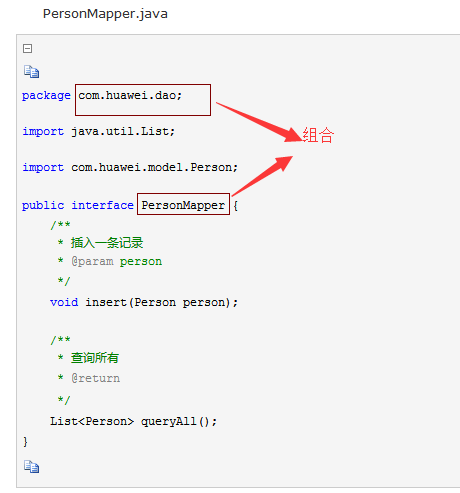 PersonMapper.java
package com.huawei.dao;
import java.util.List;
组合
import com.huawei.model.Person;
public interface PersonMapper {
/**
* 插入一条记录
* @param person
*/
void insert(Person person);
/**
* 查询所有
* @return
*/
List<Person> queryAll();
}